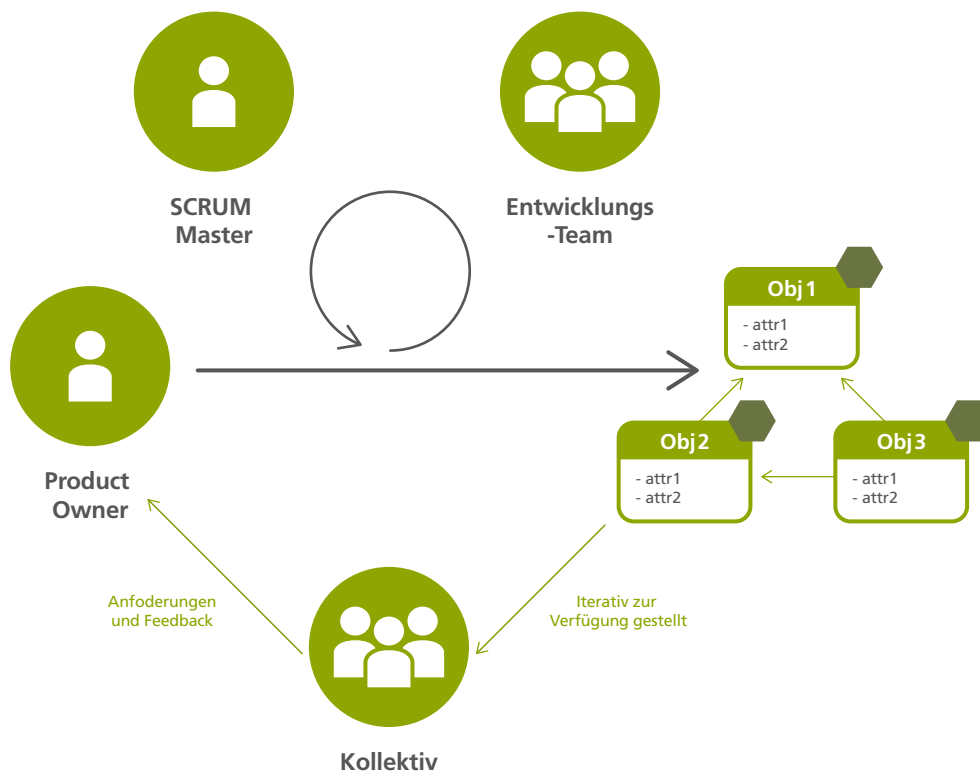 SCRUM
Master
Entwicklungs
-Team
Obj1
- attr1
- attr2
Product
Owner
Obj2
- attr1
- attr2
Obj3
- attr1
- attr2
Anfoderungen
und Feedback
Iterativ zur
Verfügung gestellt
Kollektiv